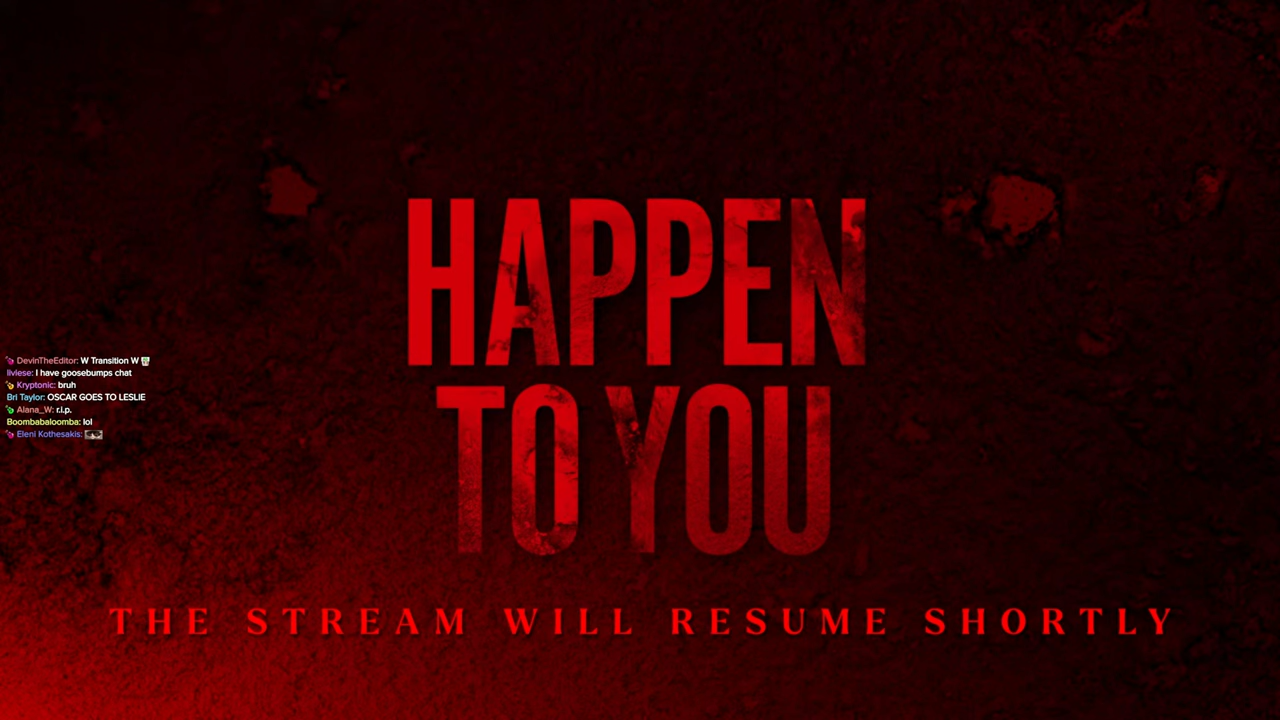 HAPPEN
TO YOU
DevinTheEditor: W Transition W
liviese: I have goosebumps chat
Kryptonic: bruh
Bri Taylor: OSCAR GOES TO LESLIE
Alana_W: r.i.p.
Boombabaloomba: lol
Eleni Kothesakis:
THE STREAM WILL RESUME SHORTLY